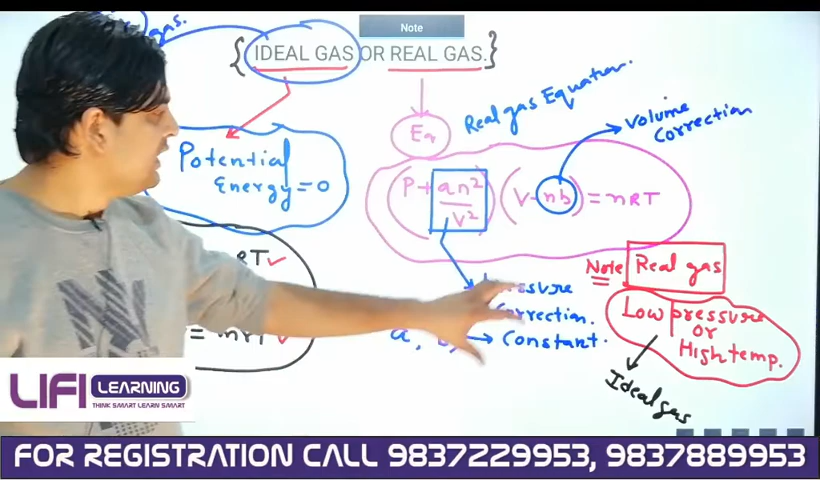 Note
gas.
{IDEAL GAS OR REAL GAS.}
Real gas Equation.
Eq
Volume
Correction
Potential
Energy = 0
(P + an²/V²) (V - nb) = nRT
RT ✓
Note Real gas
Low pressure
or
High temp.
Correction.
a, → Constant.
= nRT ✓
Ideal gas
LIFI LEARNING
THINK SMART LEARN SMART
FOR REGISTRATION CALL 9837229953, 9837889953